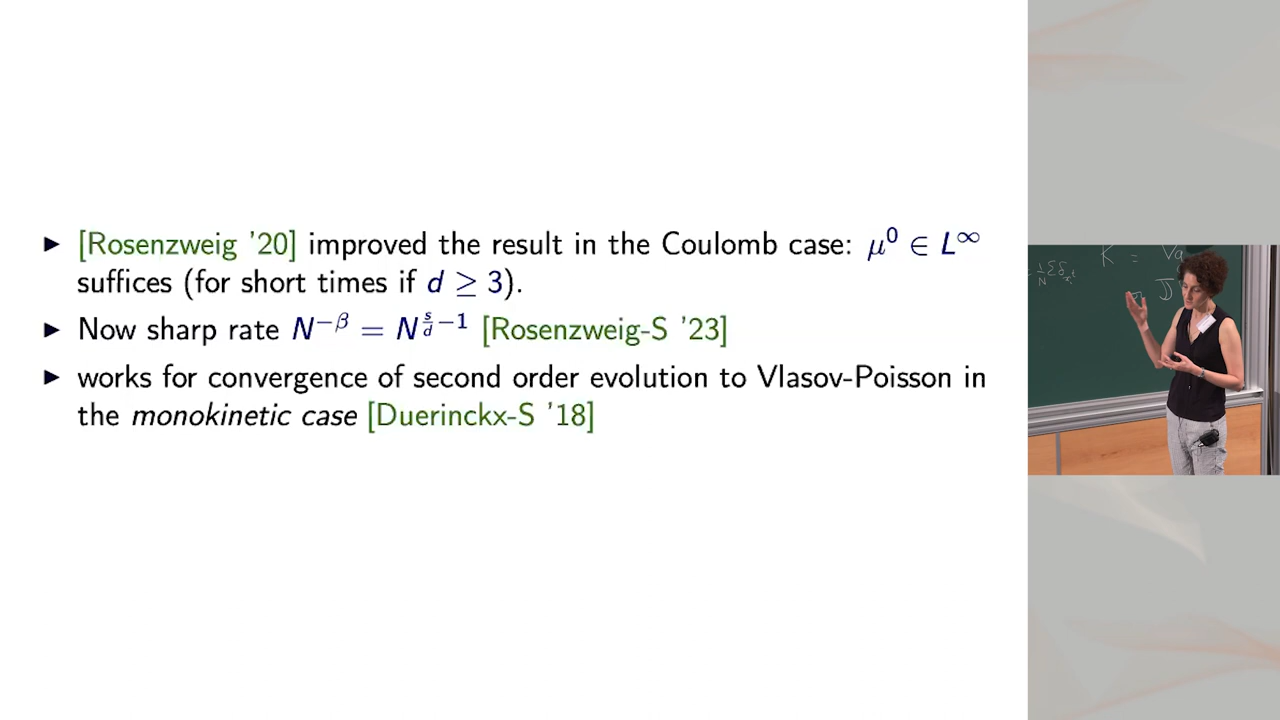 ▶ [Rosenzweig '20] improved the result in the Coulomb case: μ⁰ ∈ L^∞
suffices (for short times if d ≥ 3).
▶ Now sharp rate N^{−β} = N^{\frac{s}{d}−1} [Rosenzweig-S '23]
▶ works for convergence of second order evolution to Vlasov-Poisson in
the monokinetic case [Duerinckx-S '18]
K =